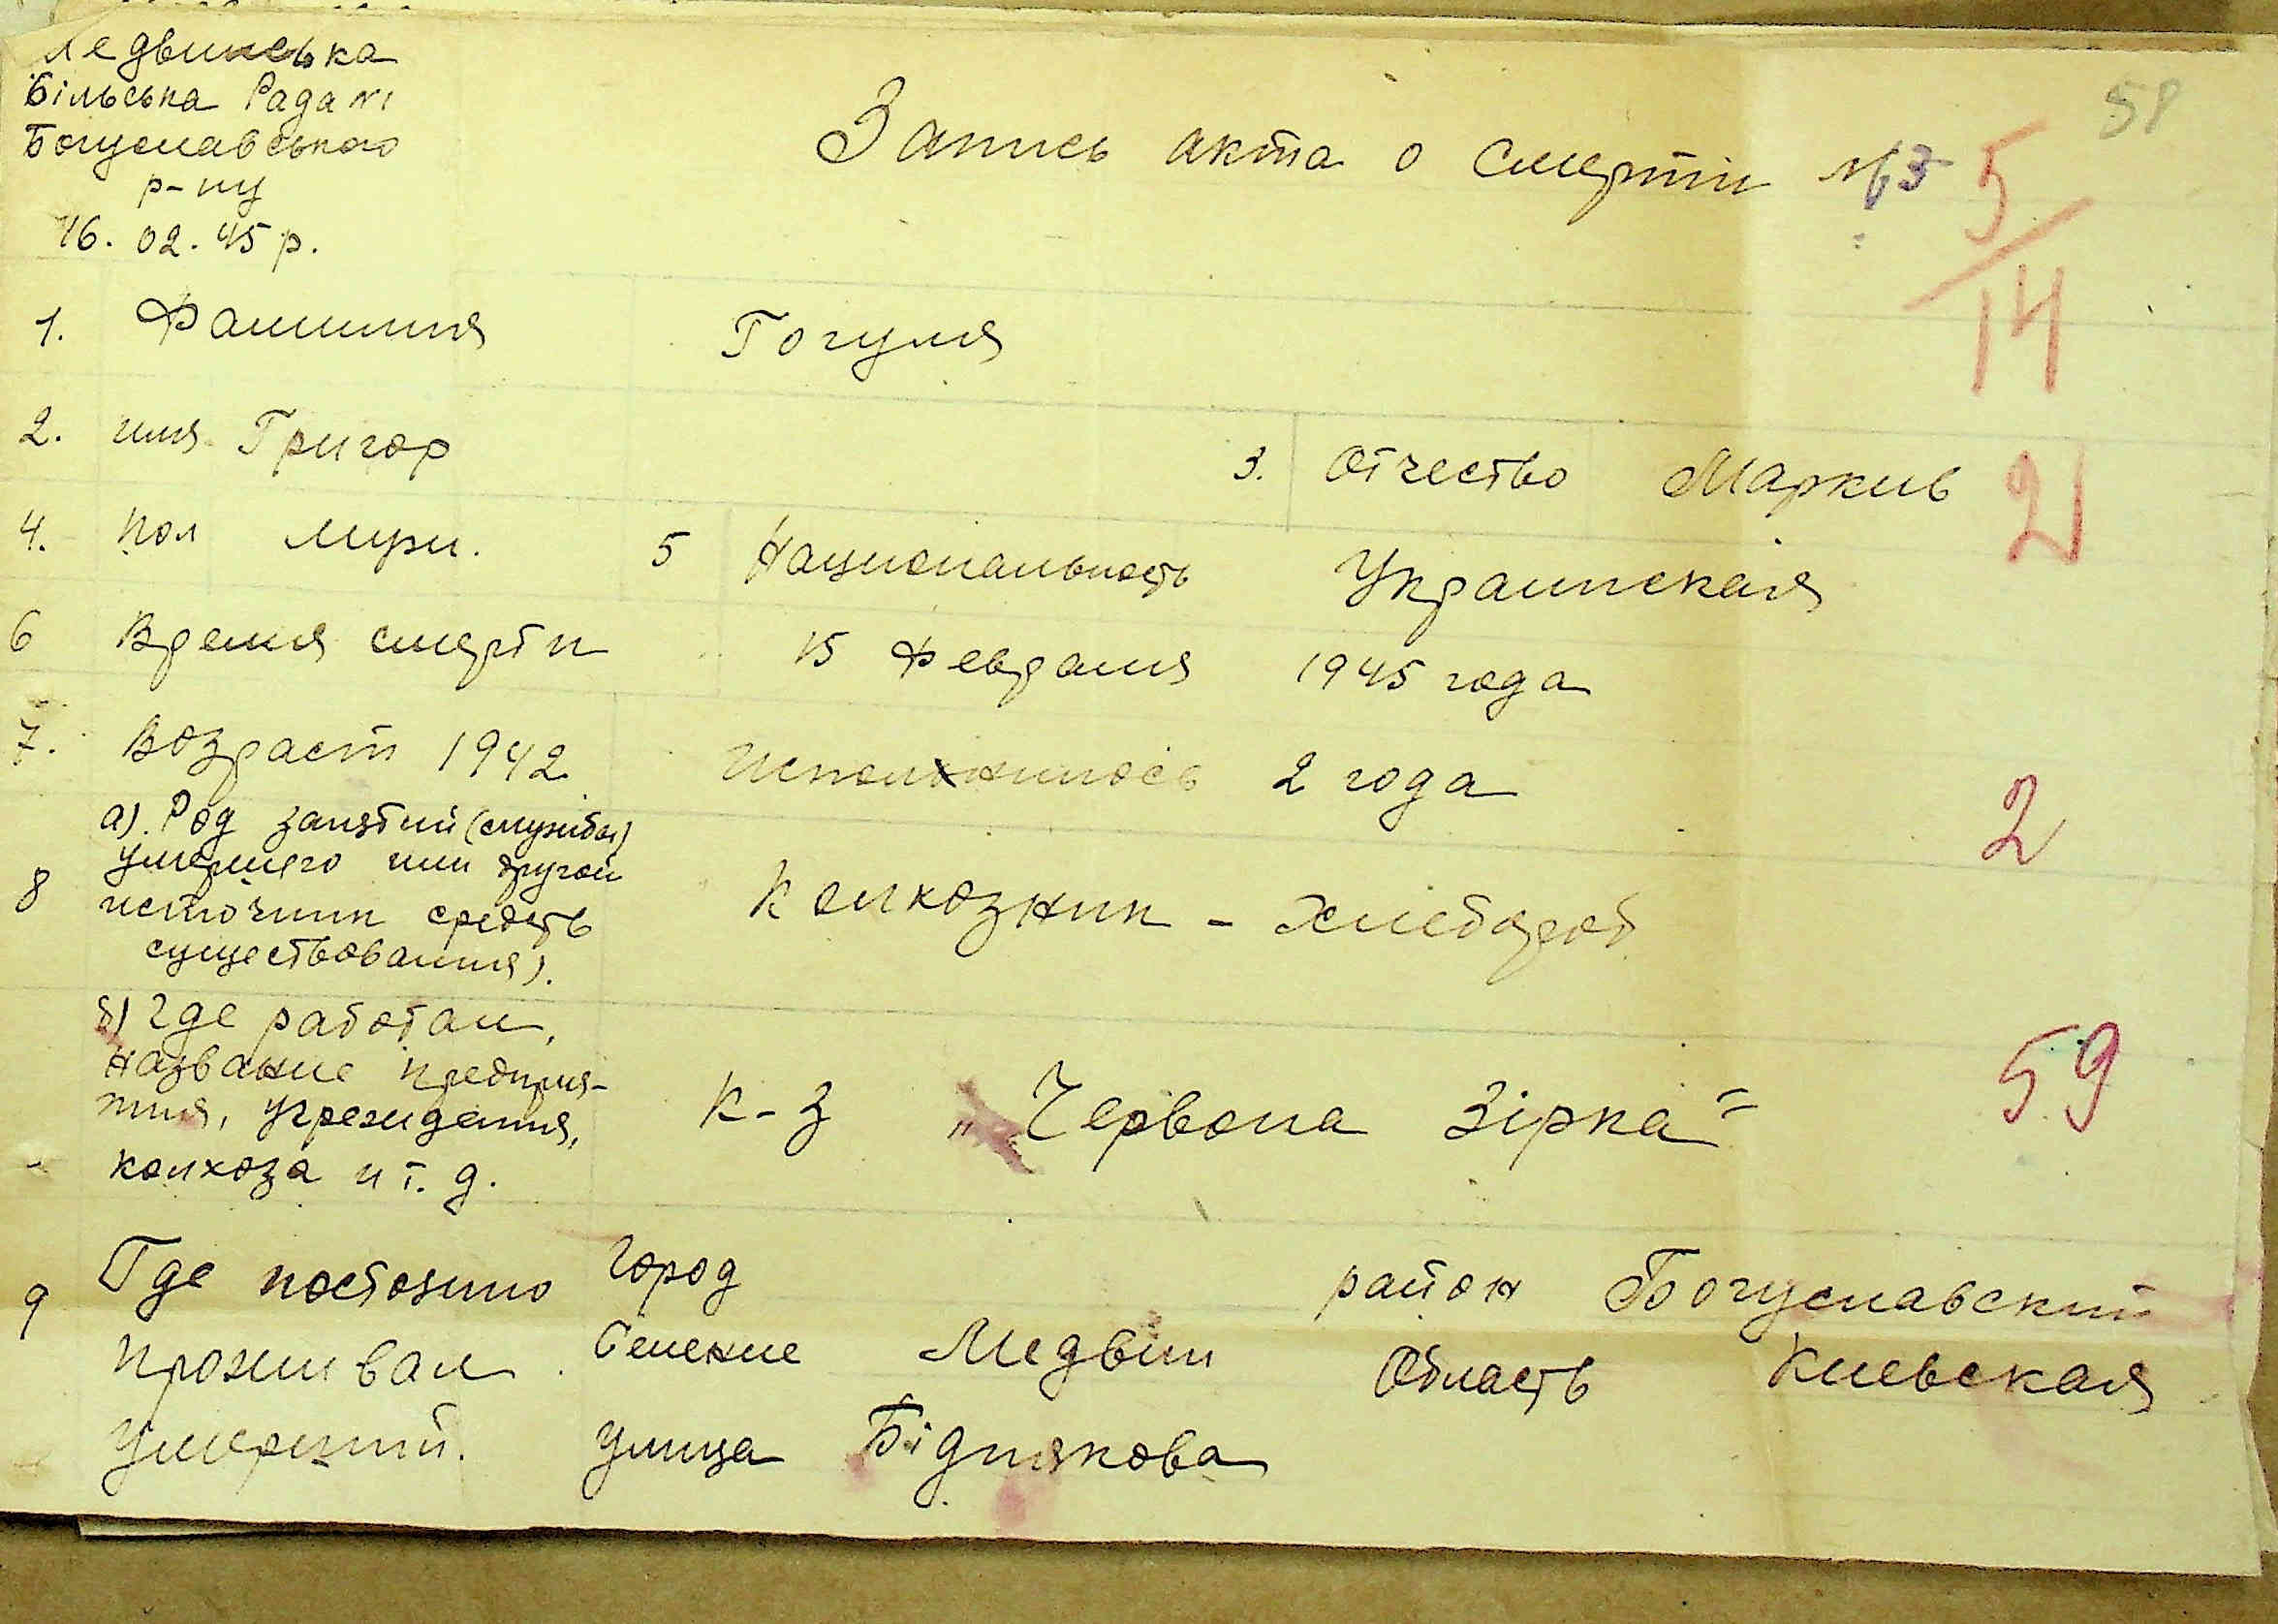 Медвинська
Сільська Рада №1
Богуславського
р-ну
16. 02. 45 р.
58
Запись акта о смерти №3
5/14
1. Фамилия Гогуля
2. имя Григор 3. Отчество Маркив
21
4. пол муж. 5 Национальность Украинская
6 Время смерти 15 Февраля 1945 года
7. Возраст 1942 Исполнилось 2 года
2
8 а). Род занятий (службы)
умершего или другой
источник средств
существования).
Колхозник - хлебороб
б) Где работал,
название предприя-
тия, учреждения,
колхоза и т. д.
к-з „Червона Зірка"
59
9 Где постоянно
проживал
умерший.
Город район Богуславский
Селение Медвин Область Киевская
улица Біднякова